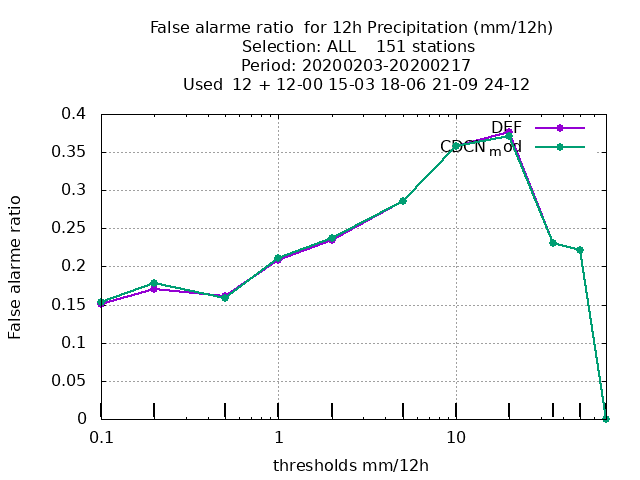 False alarme ratio  for 12h Precipitation (mm/12h)
Selection: ALL    151 stations
Period: 20200203-20200217
Used  12 + 12-00 15-03 18-06 21-09 24-12
DEF
CDCN_mod
0.4
0.35
0.3
0.25
0.2
0.15
0.1
0.05
0
0.1
1
10
False alarme ratio
thresholds mm/12h